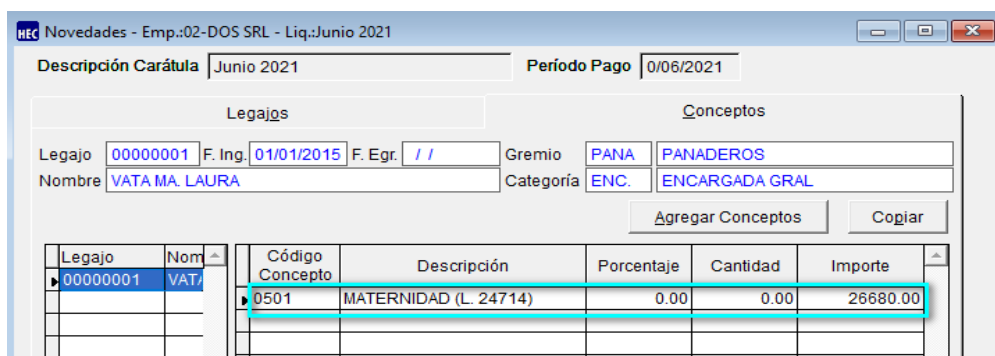 HEC Novedades - Emp.:02-DOS SRL - Liq.:Junio 2021
Descripción Carátula Junio 2021 Período Pago 0/06/2021
Legajos Conceptos
Legajo 00000001 F. Ing. 01/01/2015 F. Egr. / / Gremio PANA PANADEROS
Nombre VATA MA. LAURA Categoría ENC. ENCARGADA GRAL
Agregar Conceptos Copiar
Legajo Nom Código Concepto Descripción Porcentaje Cantidad Importe
00000001 VATA 0501 MATERNIDAD (L. 24714) 0.00 0.00 26680.00